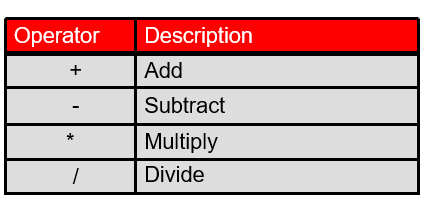 Operator Description
+ Add
- Subtract
* Multiply
/ Divide